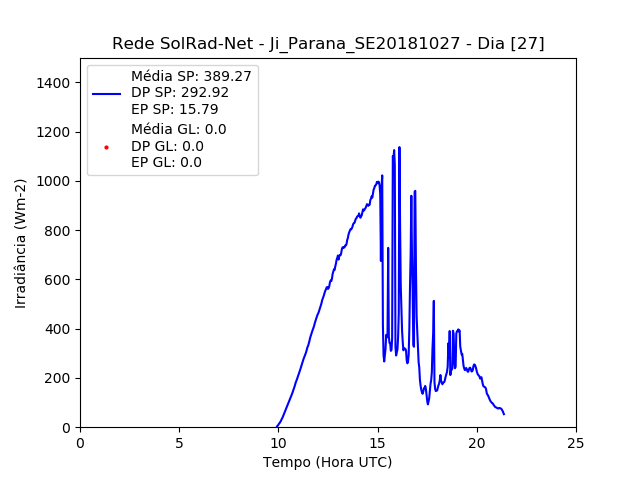 Rede SolRad-Net - Ji_Parana_SE20181027 - Dia [27]
Média SP: 389.27
DP SP: 292.92
EP SP: 15.79
Média GL: 0.0
DP GL: 0.0
EP GL: 0.0
1400
1200
1000
800
600
400
200
0
Irradiância (Wm-2)
0 5 10 15 20 25
Tempo (Hora UTC)